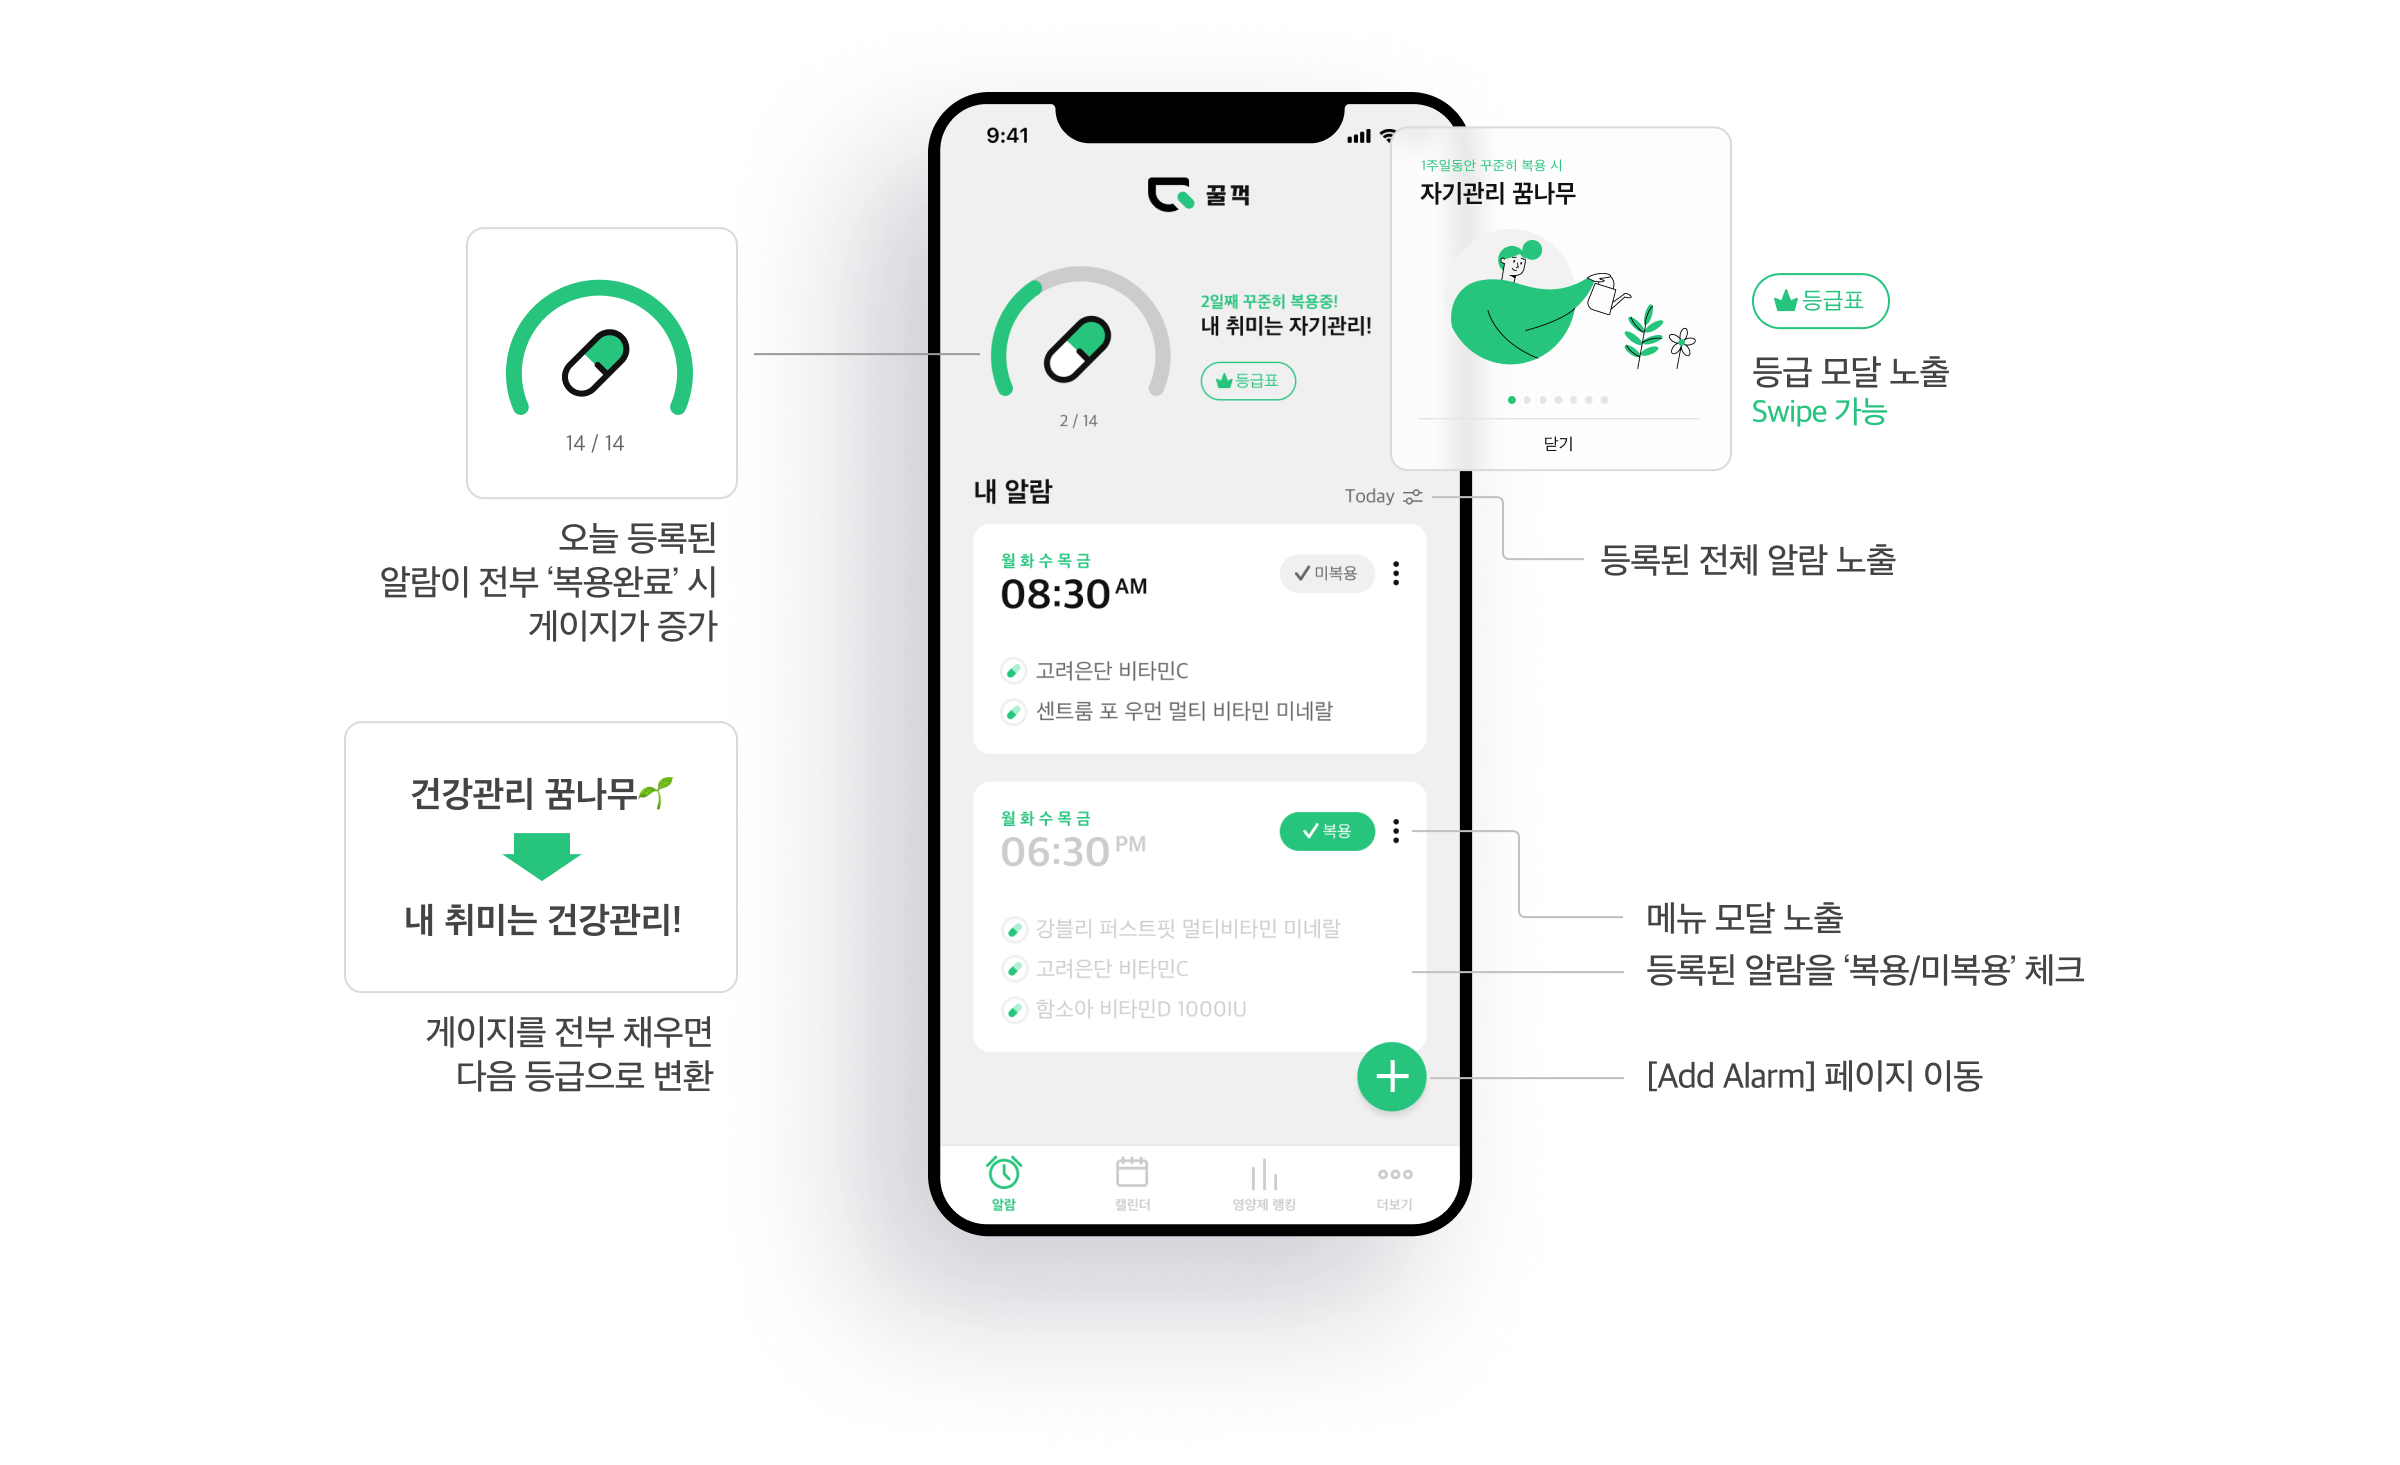 9:41
꿀꺽
2일째 꾸준히 복용중!
내 취미는 자기관리!
등급표
2 / 14
내 알람
Today
월 화 수 목 금
08:30 AM
미복용
고려은단 비타민C
센트룸 포 우먼 멀티 비타민 미네랄
월 화 수 목 금
06:30 PM
복용
강블리 퍼스트핏 멀티비타민 미네랄
고려은단 비타민C
함소아 비타민D 1000IU
알람
캘린더
영양제 랭킹
더보기
14 / 14
오늘 등록된
알람이 전부 ‘복용완료’ 시
게이지가 증가
건강관리 꿈나무
내 취미는 건강관리!
게이지를 전부 채우면
다음 등급으로 변환
1주일동안 꾸준히 복용 시
자기관리 꿈나무
닫기
등급표
등급 모달 노출
Swipe 가능
등록된 전체 알람 노출
메뉴 모달 노출
등록된 알람을 ‘복용/미복용’ 체크
[Add Alarm] 페이지 이동